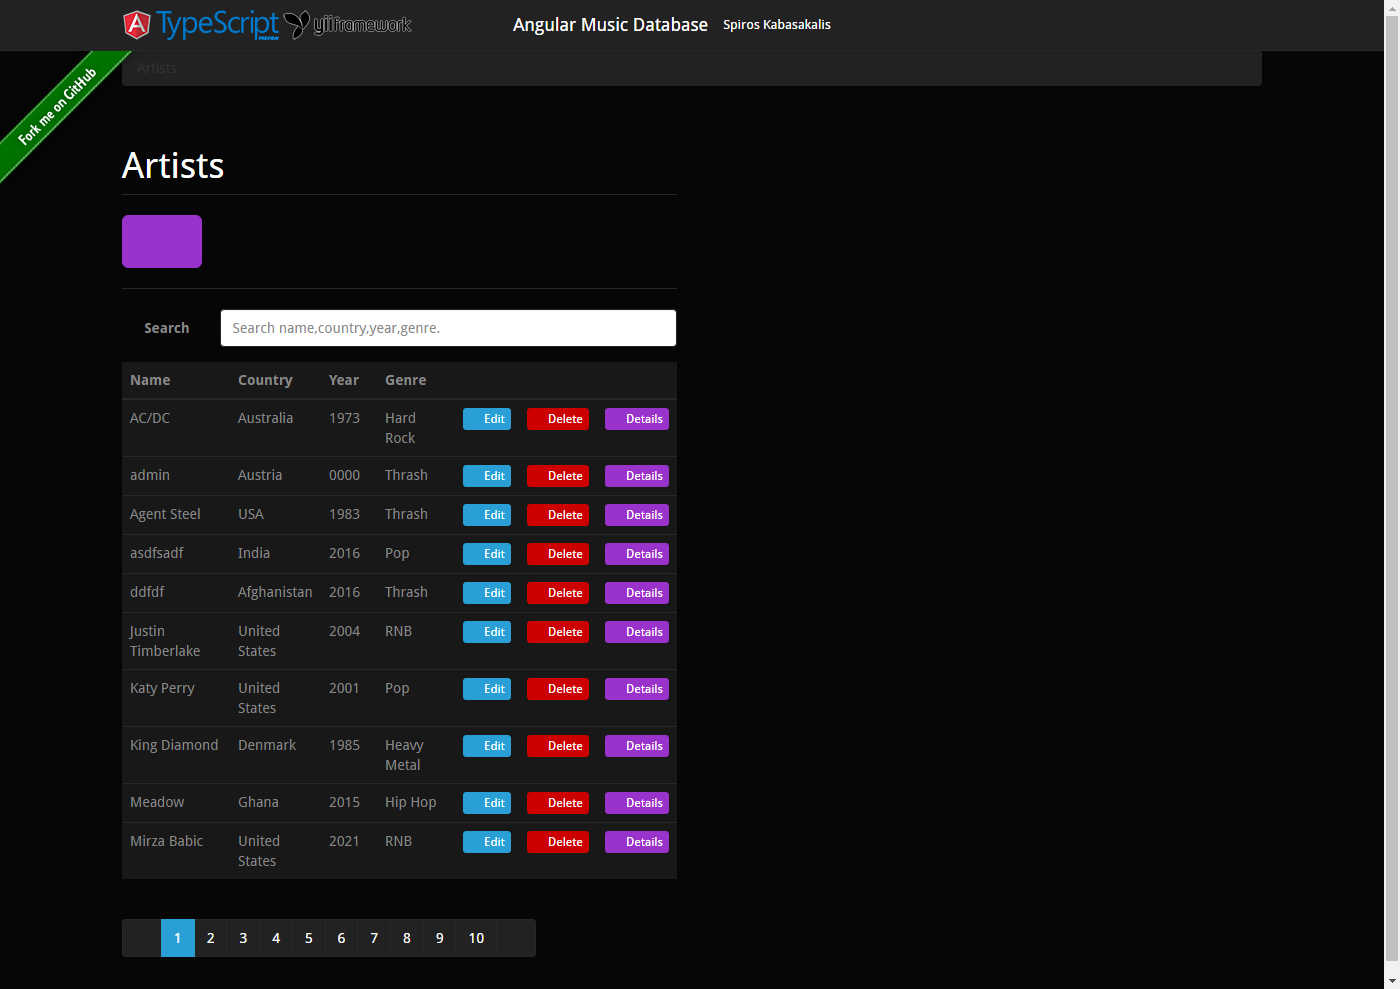 TypeScript
PREVIEW
yiiframework
Angular Music Database
Spiros Kabasakalis
Artists
Fork me on GitHub
Artists
Search
Search name,country,year,genre.
Name Country Year Genre
AC/DC Australia 1973 Hard Rock Edit Delete Details
admin Austria 0000 Thrash Edit Delete Details
Agent Steel USA 1983 Thrash Edit Delete Details
asdfsadf India 2016 Pop Edit Delete Details
ddfdf Afghanistan 2016 Thrash Edit Delete Details
Justin Timberlake United States 2004 RNB Edit Delete Details
Katy Perry United States 2001 Pop Edit Delete Details
King Diamond Denmark 1985 Heavy Metal Edit Delete Details
Meadow Ghana 2015 Hip Hop Edit Delete Details
Mirza Babic United States 2021 RNB Edit Delete Details
1 2 3 4 5 6 7 8 9 10